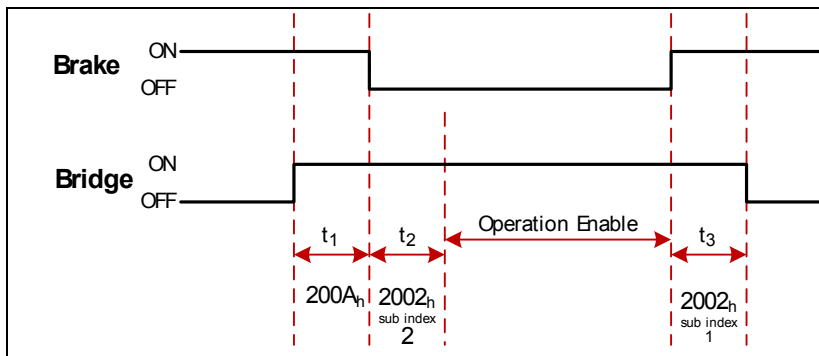 Brake
ON
OFF
Bridge
ON
OFF
t1
t2
Operation Enable
t3
200Ah
2002h
sub index
2
2002h
sub index
1